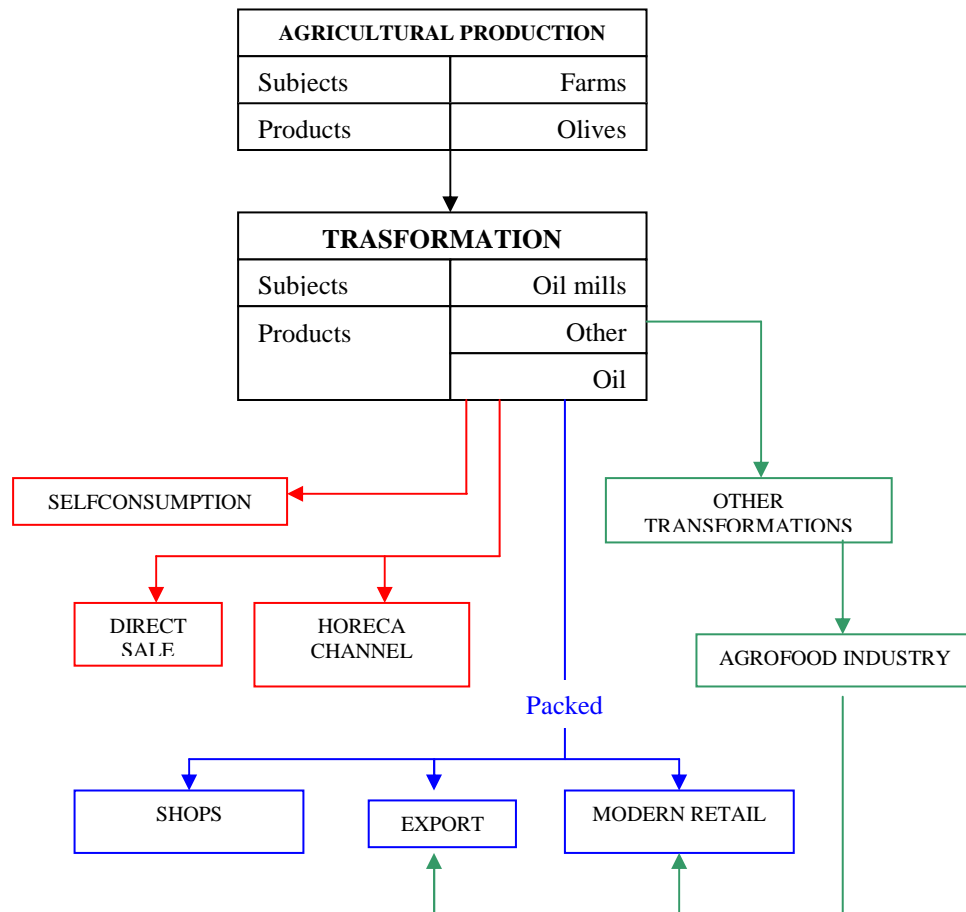 AGRICULTURAL PRODUCTION
Subjects Farms
Products Olives
TRASFORMATION
Subjects Oil mills
Products Other
Oil
SELFCONSUMPTION
OTHER
TRANSFORMATIONS
DIRECT
SALE
HORECA
CHANNEL
AGROFOOD INDUSTRY
Packed
SHOPS
EXPORT
MODERN RETAIL